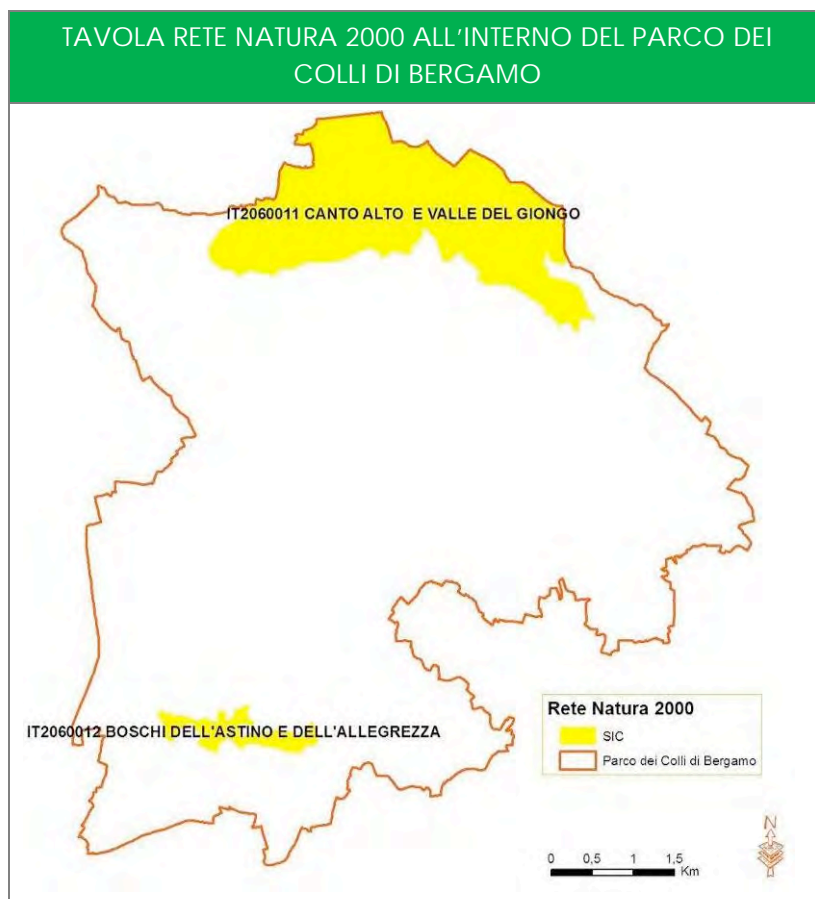 TAVOLA RETE NATURA 2000 ALL'INTERNO DEL PARCO DEI
COLLI DI BERGAMO
IT2060011 CANTO ALTO E VALLE DEL GIONGO
IT2060012 BOSCHI DELL'ASTINO E DELL'ALLEGREZZA
Rete Natura 2000
SIC
Parco dei Colli di Bergamo
N
0 0,5 1 1,5
Km